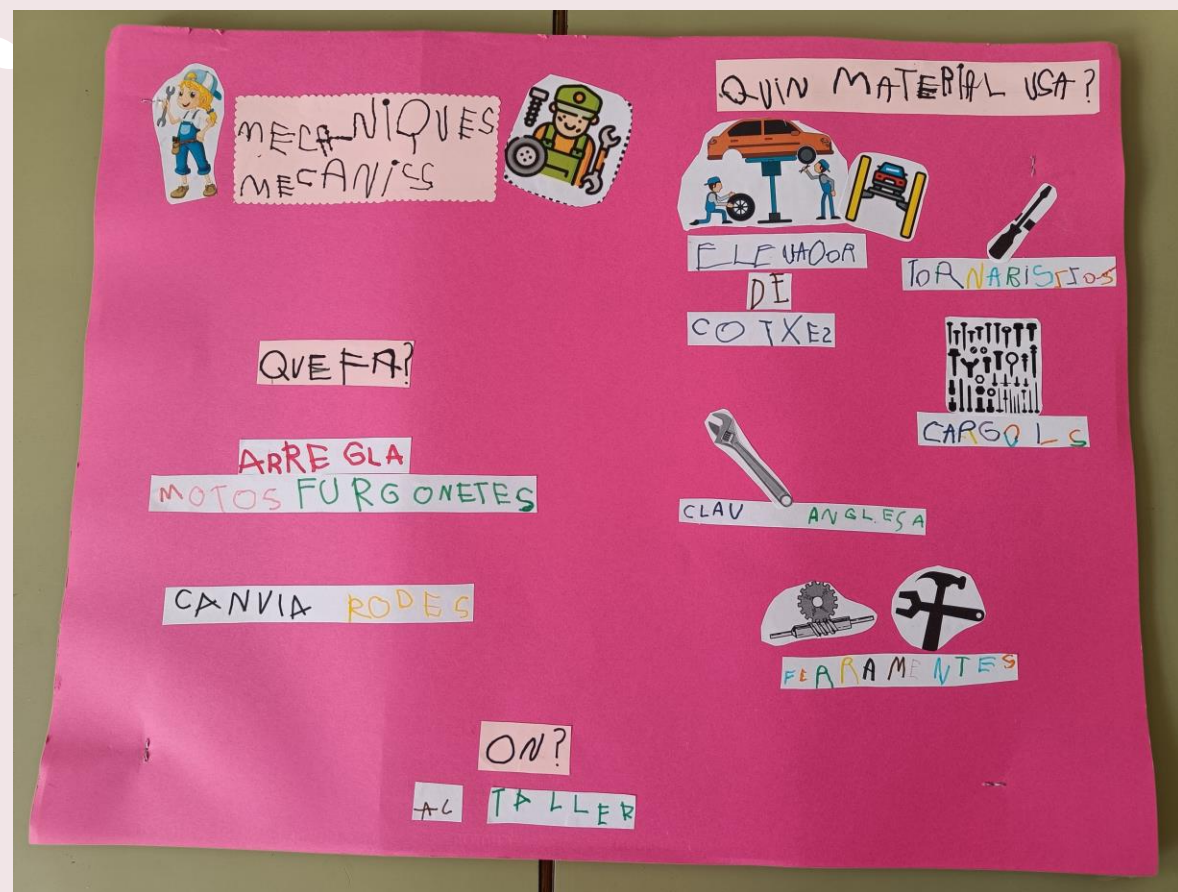 MECANIQUES
MECANICS
QUE FA?
ARREGLA
MOTOS FURGONETES
CANVIA RODES
QUIN MATERIAL USA?
ELEVADOR
DE
COTXES
TORNABISSIOS
CARGOLS
CLAU ANGLESA
FERRAMENTES
ON?
AL TALLER